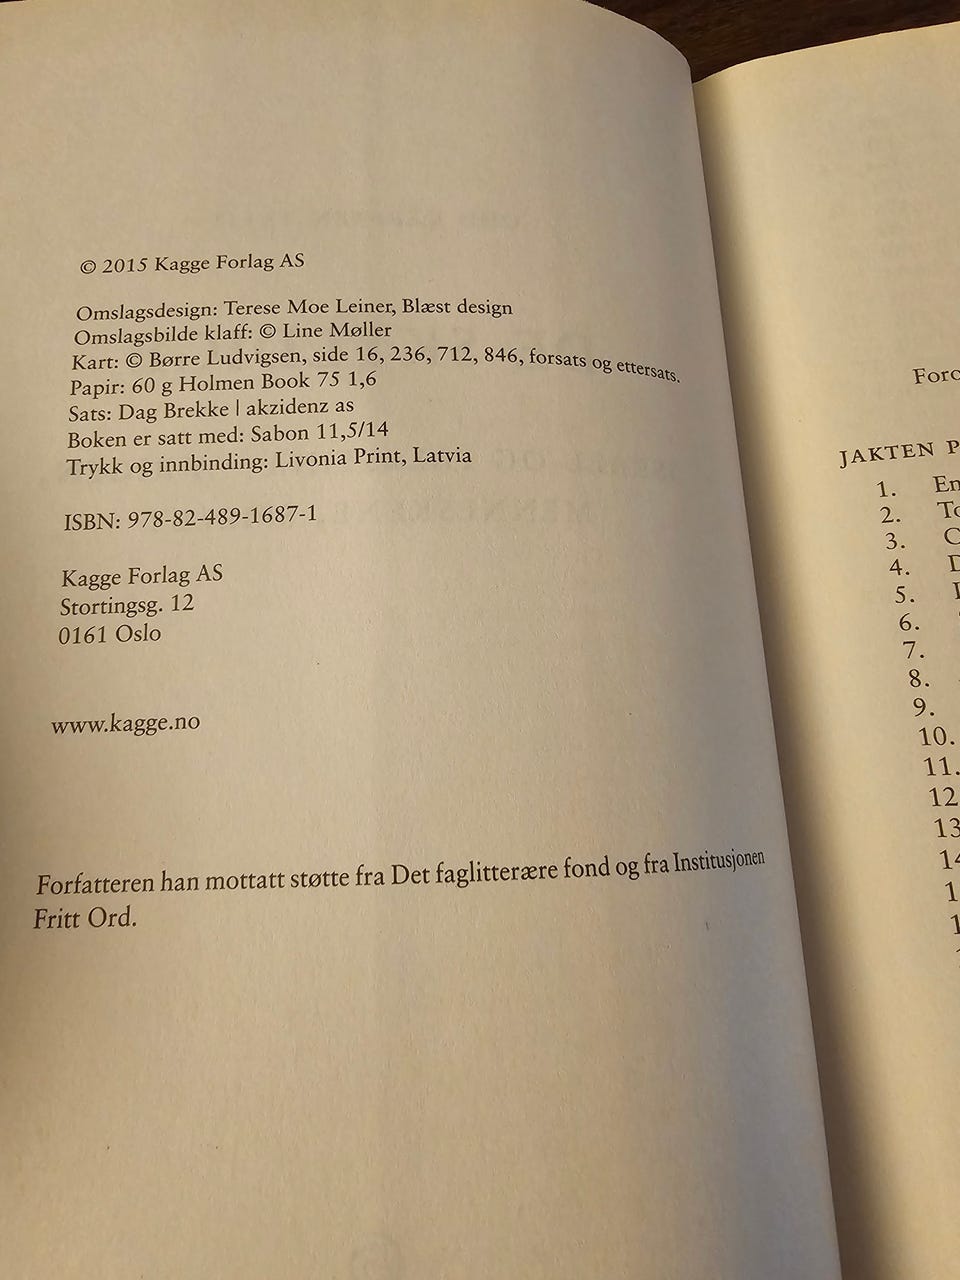 © 2015 Kagge Forlag AS
Omslagsdesign: Terese Moe Leiner, Blæst design
Omslagsbilde klaff: © Line Møller
Kart: © Børre Ludvigsen, side 16, 236, 712, 846, forsats og ettersats.
Papir: 60 g Holmen Book 75 1,6
Sats: Dag Brekke | akzidenz as
Boken er satt med: Sabon 11,5/14
Trykk og innbinding: Livonia Print, Latvia
ISBN: 978-82-489-1687-1
Kagge Forlag AS
Stortingsg. 12
0161 Oslo
www.kagge.no
Forfatteren han mottatt støtte fra Det faglitterære fond og fra Institusjonen
Fritt Ord.
JAKTEN
1.
2.
3.
4.
5.
6.
7.
8.
9.
10.
11.
12
13